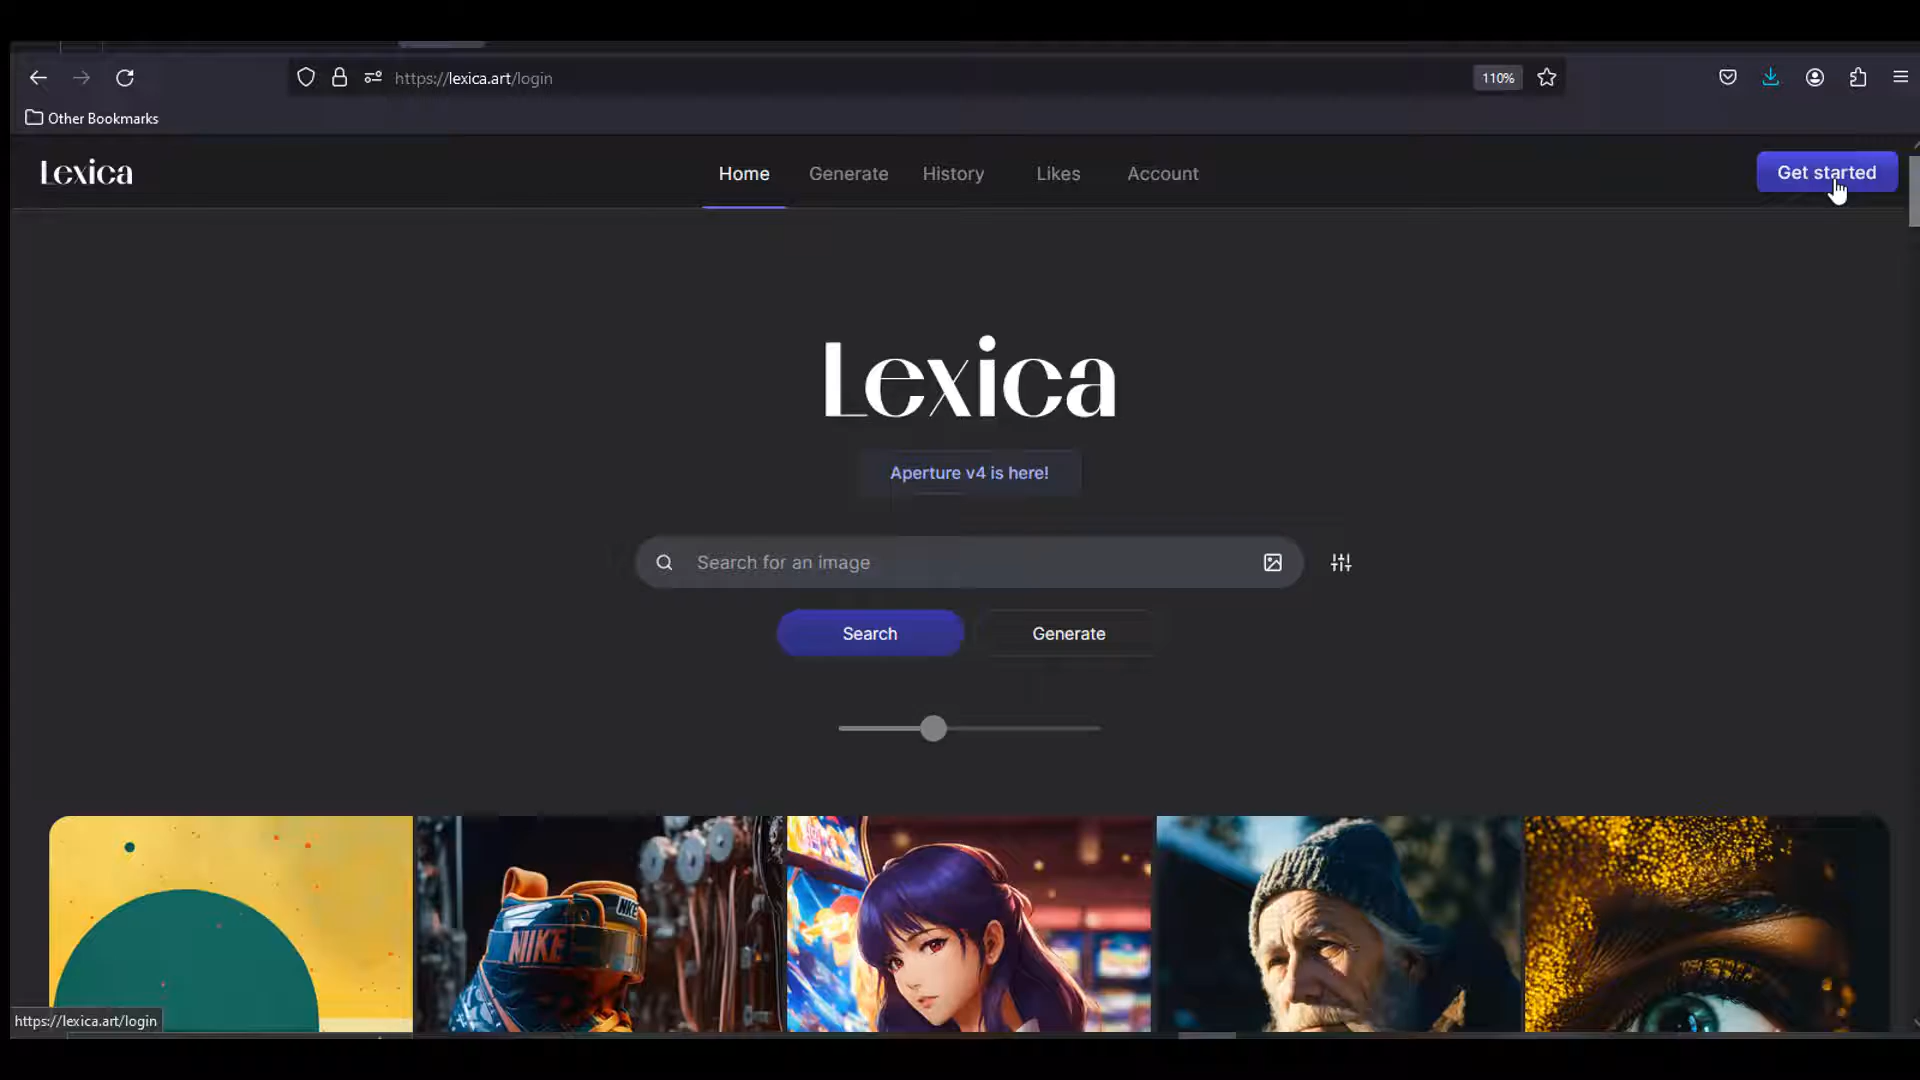 https://lexica.art/login
110%
Other Bookmarks
Lexica
Home
Generate
History
Likes
Account
Get started
Lexica
Aperture v4 is here!
Search for an image
Search
Generate
NIKE
NIKE
https://lexica.art/login